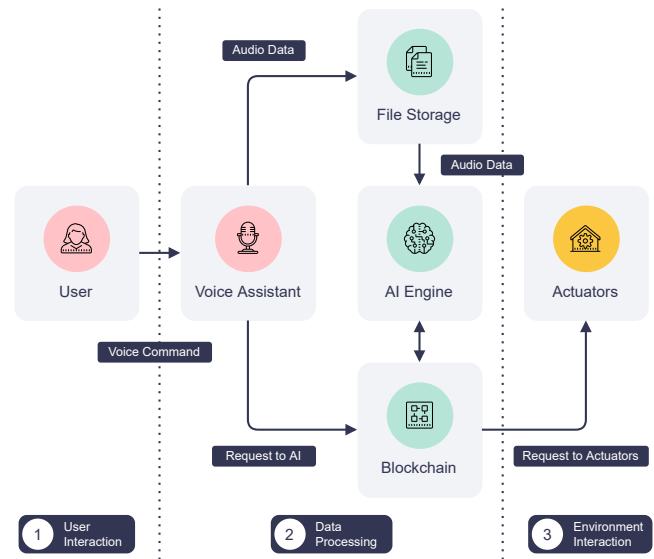 Audio Data
File Storage
Audio Data
User
Voice Assistant
AI Engine
Actuators
Voice Command
Request to AI
Blockchain
Request to Actuators
1
User
Interaction
2
Data
Processing
3
Environment
Interaction